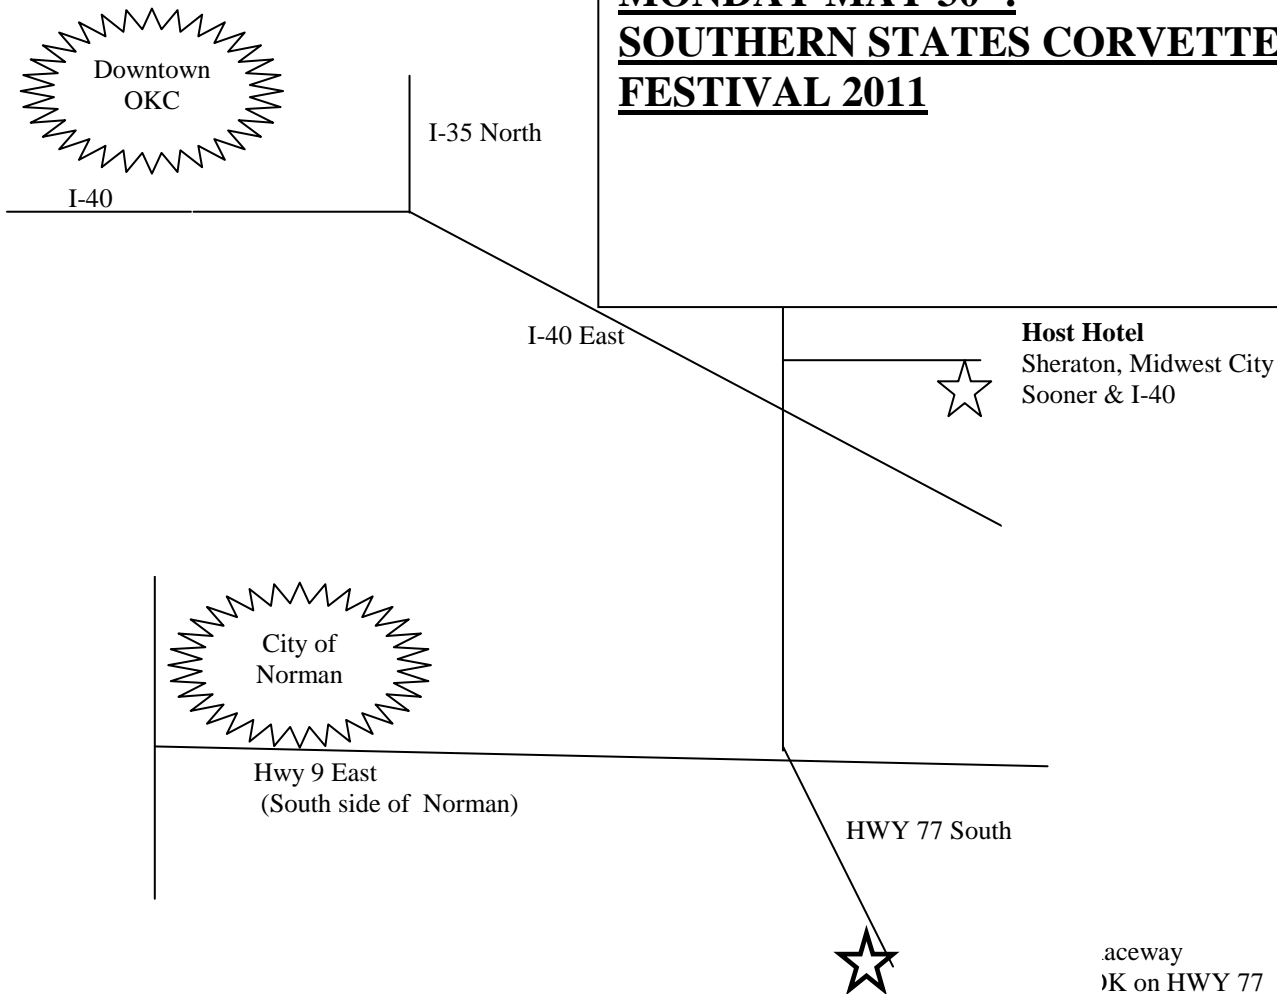 SOUTHERN STATES CORVETTE
FESTIVAL 2011
Downtown
OKC
I-35 North
I-40
I-40 East
Host Hotel
Sheraton, Midwest City
Sooner & I-40
City of
Norman
Hwy 9 East
(South side of Norman)
HWY 77 South
on HWY 77